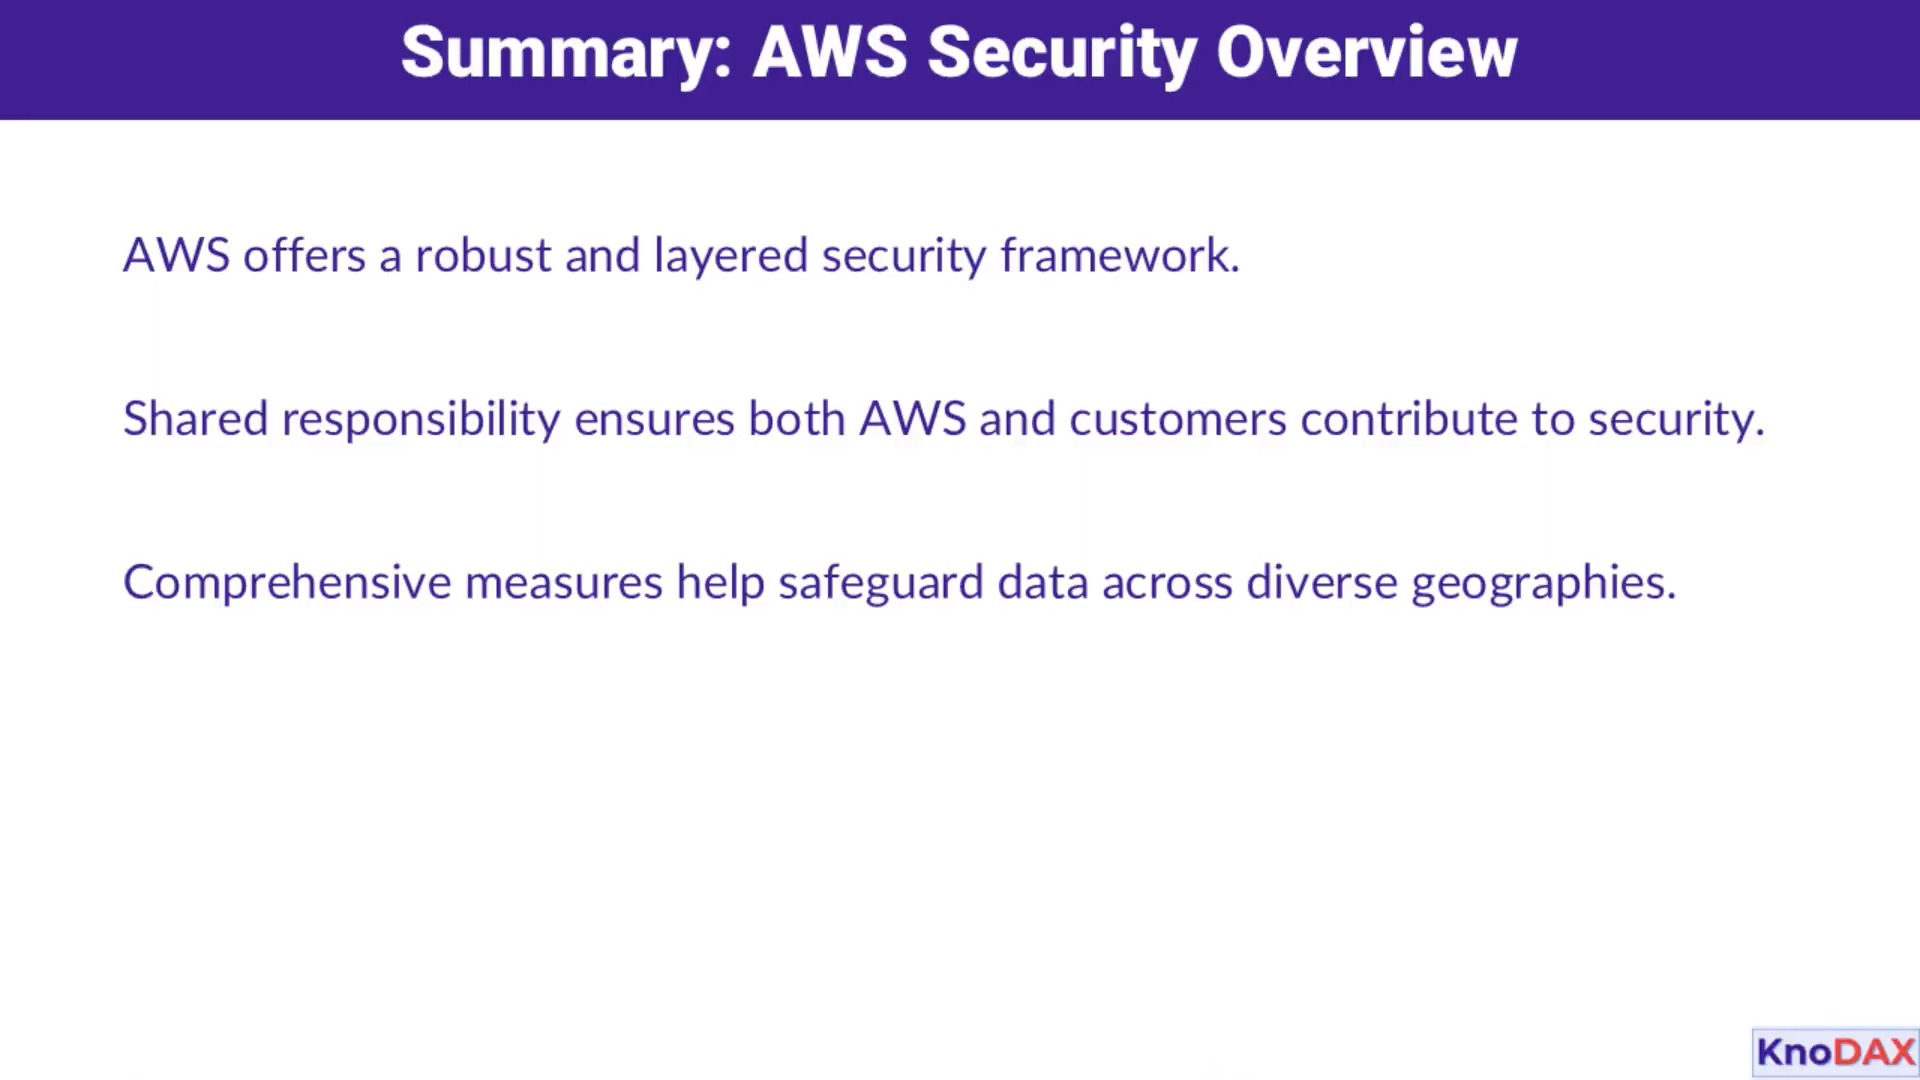 Summary: AWS Security Overview
AWS offers a robust and layered security framework.
Shared responsibility ensures both AWS and customers contribute to security.
Comprehensive measures help safeguard data across diverse geographies.
KnoDAX